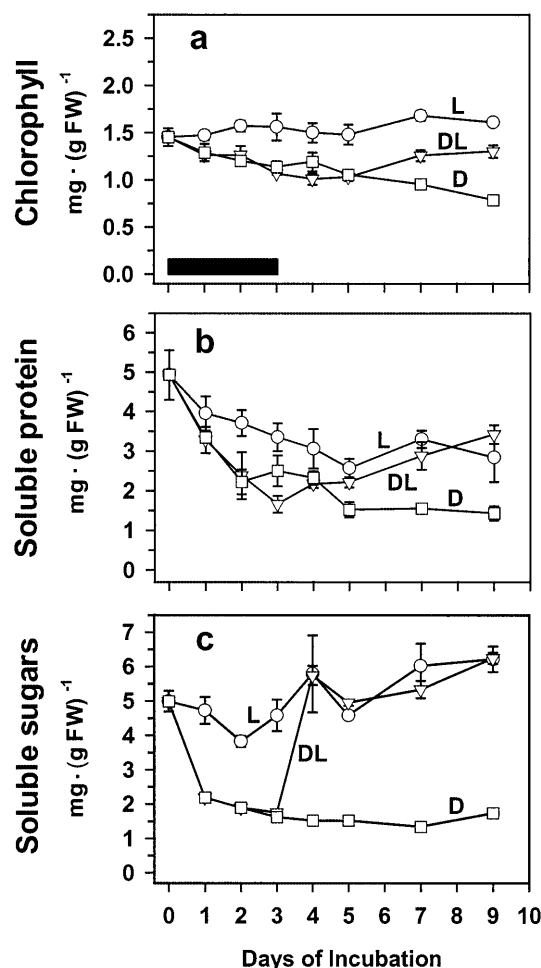 a
Chlorophyll
mg · (g FW) -1
2.5
2.0
1.5
1.0
0.5
0.0
L
DL
D
b
Soluble protein
mg · (g FW) -1
6
5
4
3
2
1
0
L
DL
D
c
Soluble sugars
mg · (g FW) -1
7
6
5
4
3
2
1
0
L
DL
D
0 1 2 3 4 5 6 7 8 9 10
Days of Incubation